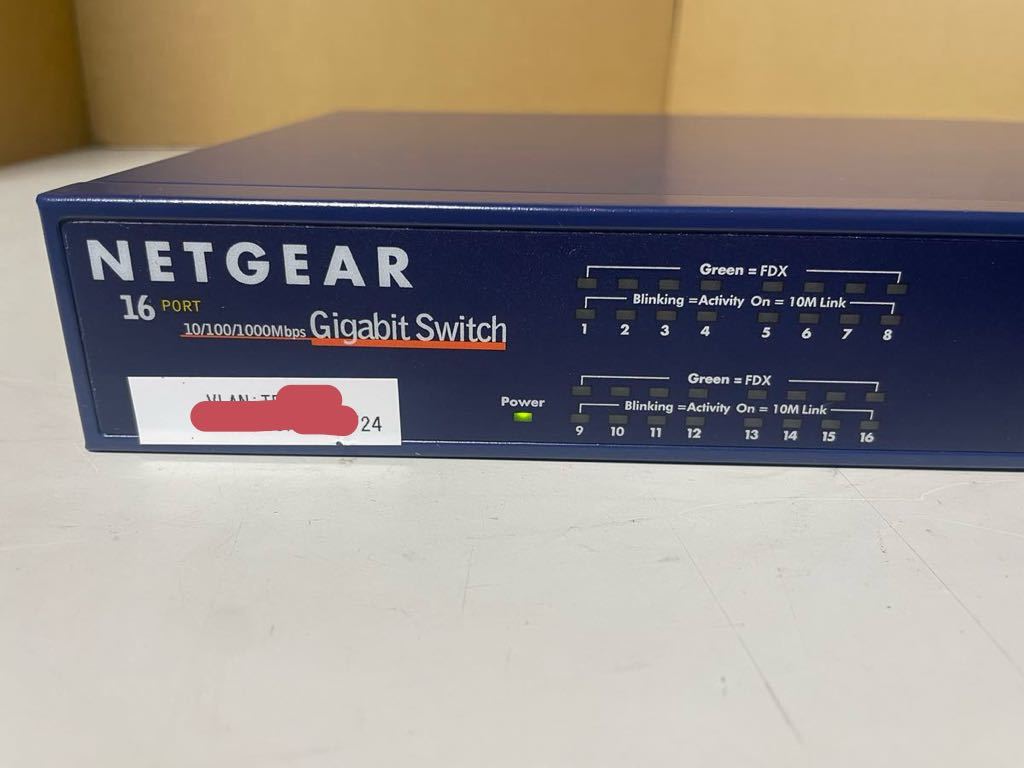 NETGEAR
16 PORT
10/100/1000Mbps Gigabit Switch
Green = FDX
Blinking = Activity On = 10M Link
1 2 3 4 5 6 7 8
Green = FDX
Blinking = Activity On = 10M Link
9 10 11 12 13 14 15 16
Power
VLAN:
24